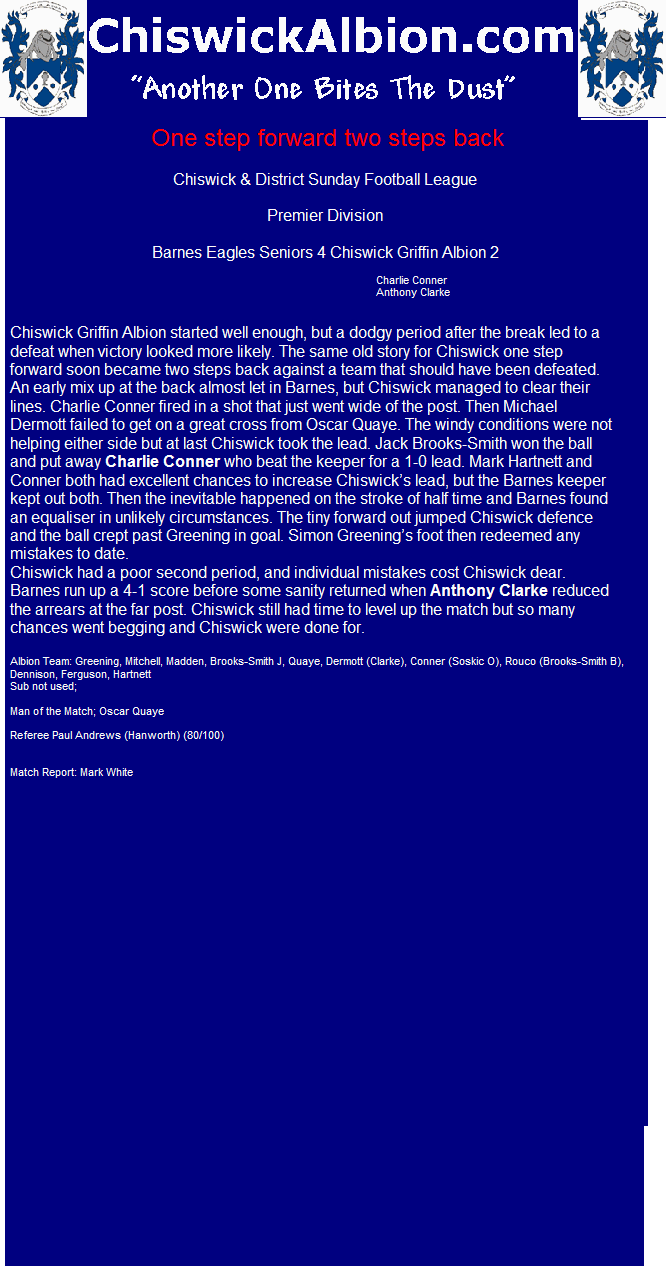 ChiswickAlbion.com
“Another One Bites The Dust”
One step forward two steps back
Chiswick & District Sunday Football League
Premier Division
Barnes Eagles Seniors 4 Chiswick Griffin Albion 2
Charlie Conner
Anthony Clarke
Chiswick Griffin Albion started well enough, but a dodgy period after the break led to a
defeat when victory looked more likely. The same old story for Chiswick one step
forward soon became two steps back against a team that should have been defeated.
An early mix up at the back almost let in Barnes, but Chiswick managed to clear their
lines. Charlie Conner fired in a shot that just went wide of the post. Then Michael
Dermott failed to get on a great cross from Oscar Quaye. The windy conditions were not
helping either side but at last Chiswick took the lead. Jack Brooks-Smith won the ball
and put away Charlie Conner who beat the keeper for a 1-0 lead. Mark Hartnett and
Conner both had excellent chances to increase Chiswick’s lead, but the Barnes keeper
kept out both. Then the inevitable happened on the stroke of half time and Barnes found
an equaliser in unlikely circumstances. The tiny forward out jumped Chiswick defence
and the ball crept past Greening in goal. Simon Greening’s foot then redeemed any
mistakes to date.
Chiswick had a poor second period, and individual mistakes cost Chiswick dear.
Barnes run up a 4-1 score before some sanity returned when Anthony Clarke reduced
the arrears at the far post. Chiswick still had time to level up the match but so many
chances went begging and Chiswick were done for.
Albion Team: Greening, Mitchell, Madden, Brooks-Smith J, Quaye, Dermott (Clarke), Conner (Soskic O), Rouco (Brooks-Smith B),
Dennison, Ferguson, Hartnett
Sub not used;
Man of the Match; Oscar Quaye
Referee Paul Andrews (Hanworth) (80/100)
Match Report: Mark White